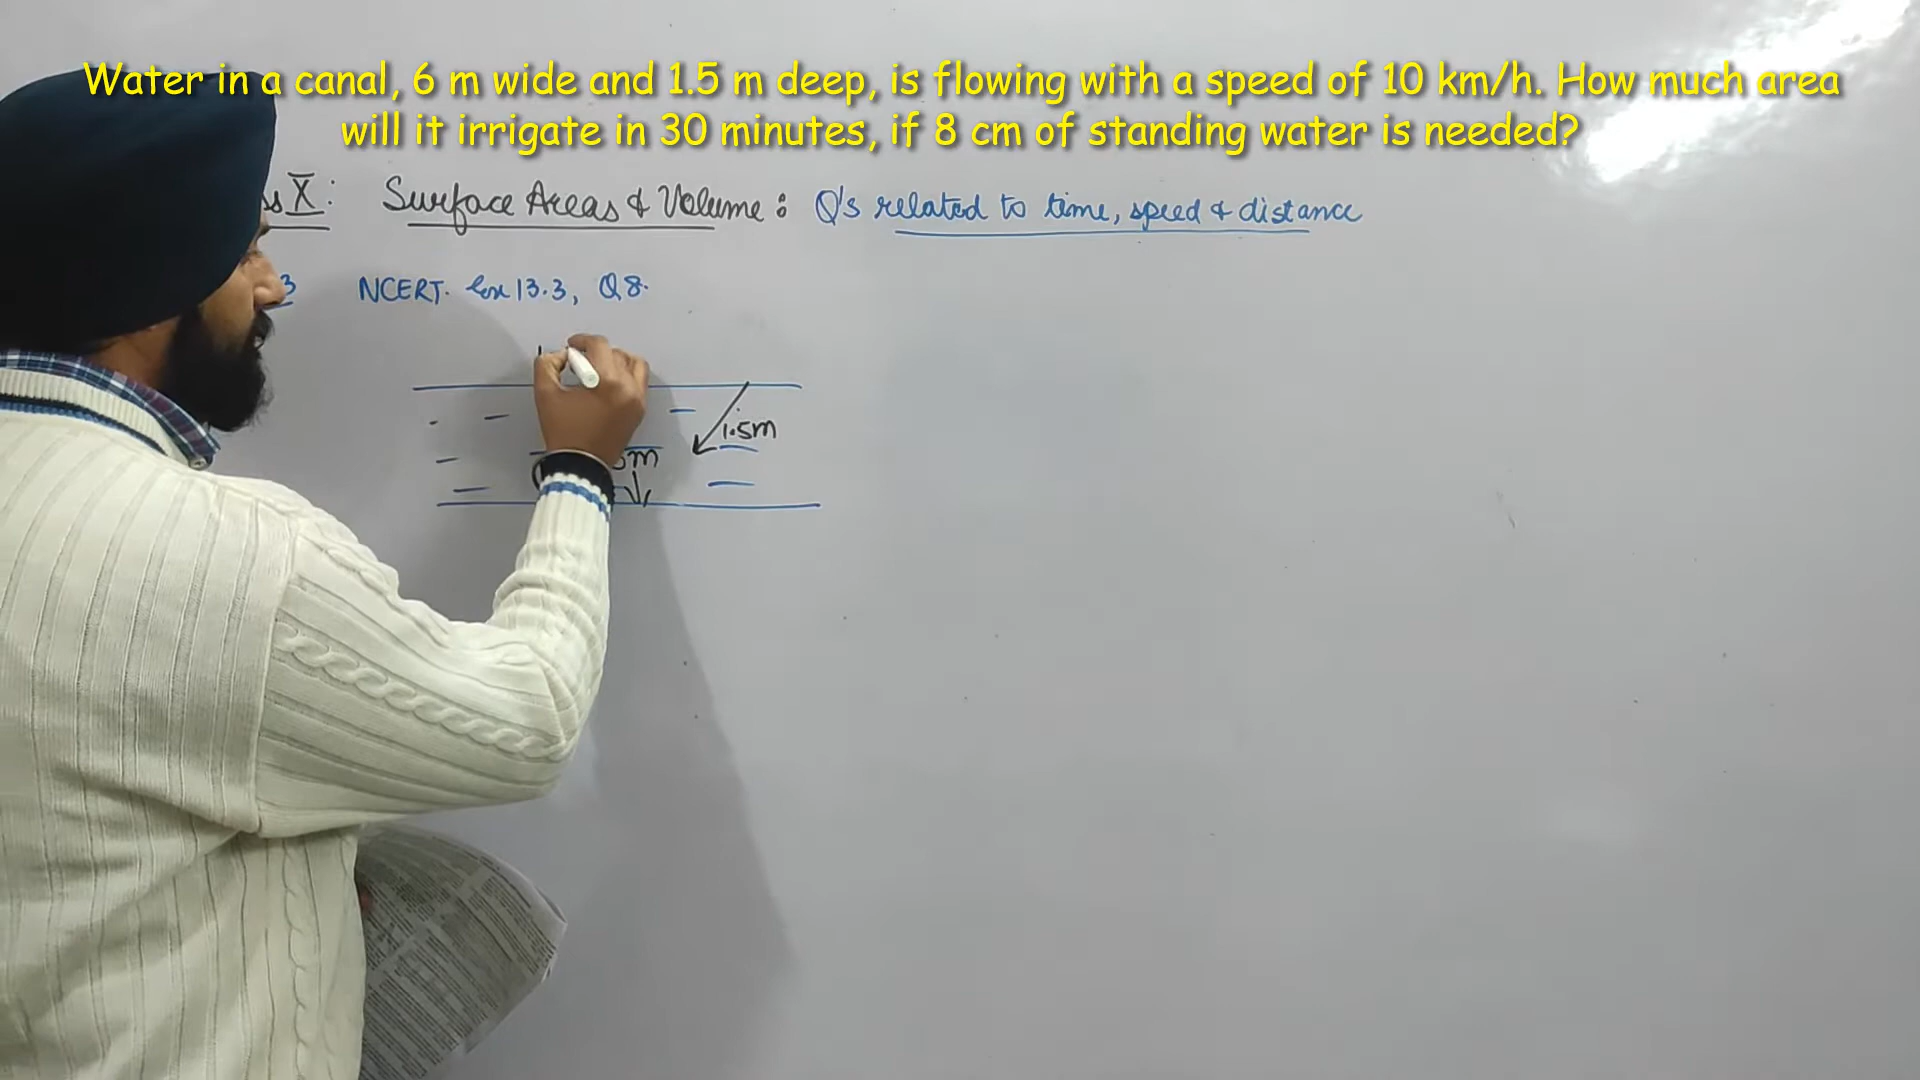 Water in a canal, 6 m wide and 1.5 m deep, is flowing with a speed of 10 km/h. How much area
will it irrigate in 30 minutes, if 8 cm of standing water is needed?
X: Surface Areas & Volume: Q's related to time, speed & distance
3 NCERT. Ex 13.3, Q8.
1.5m
m